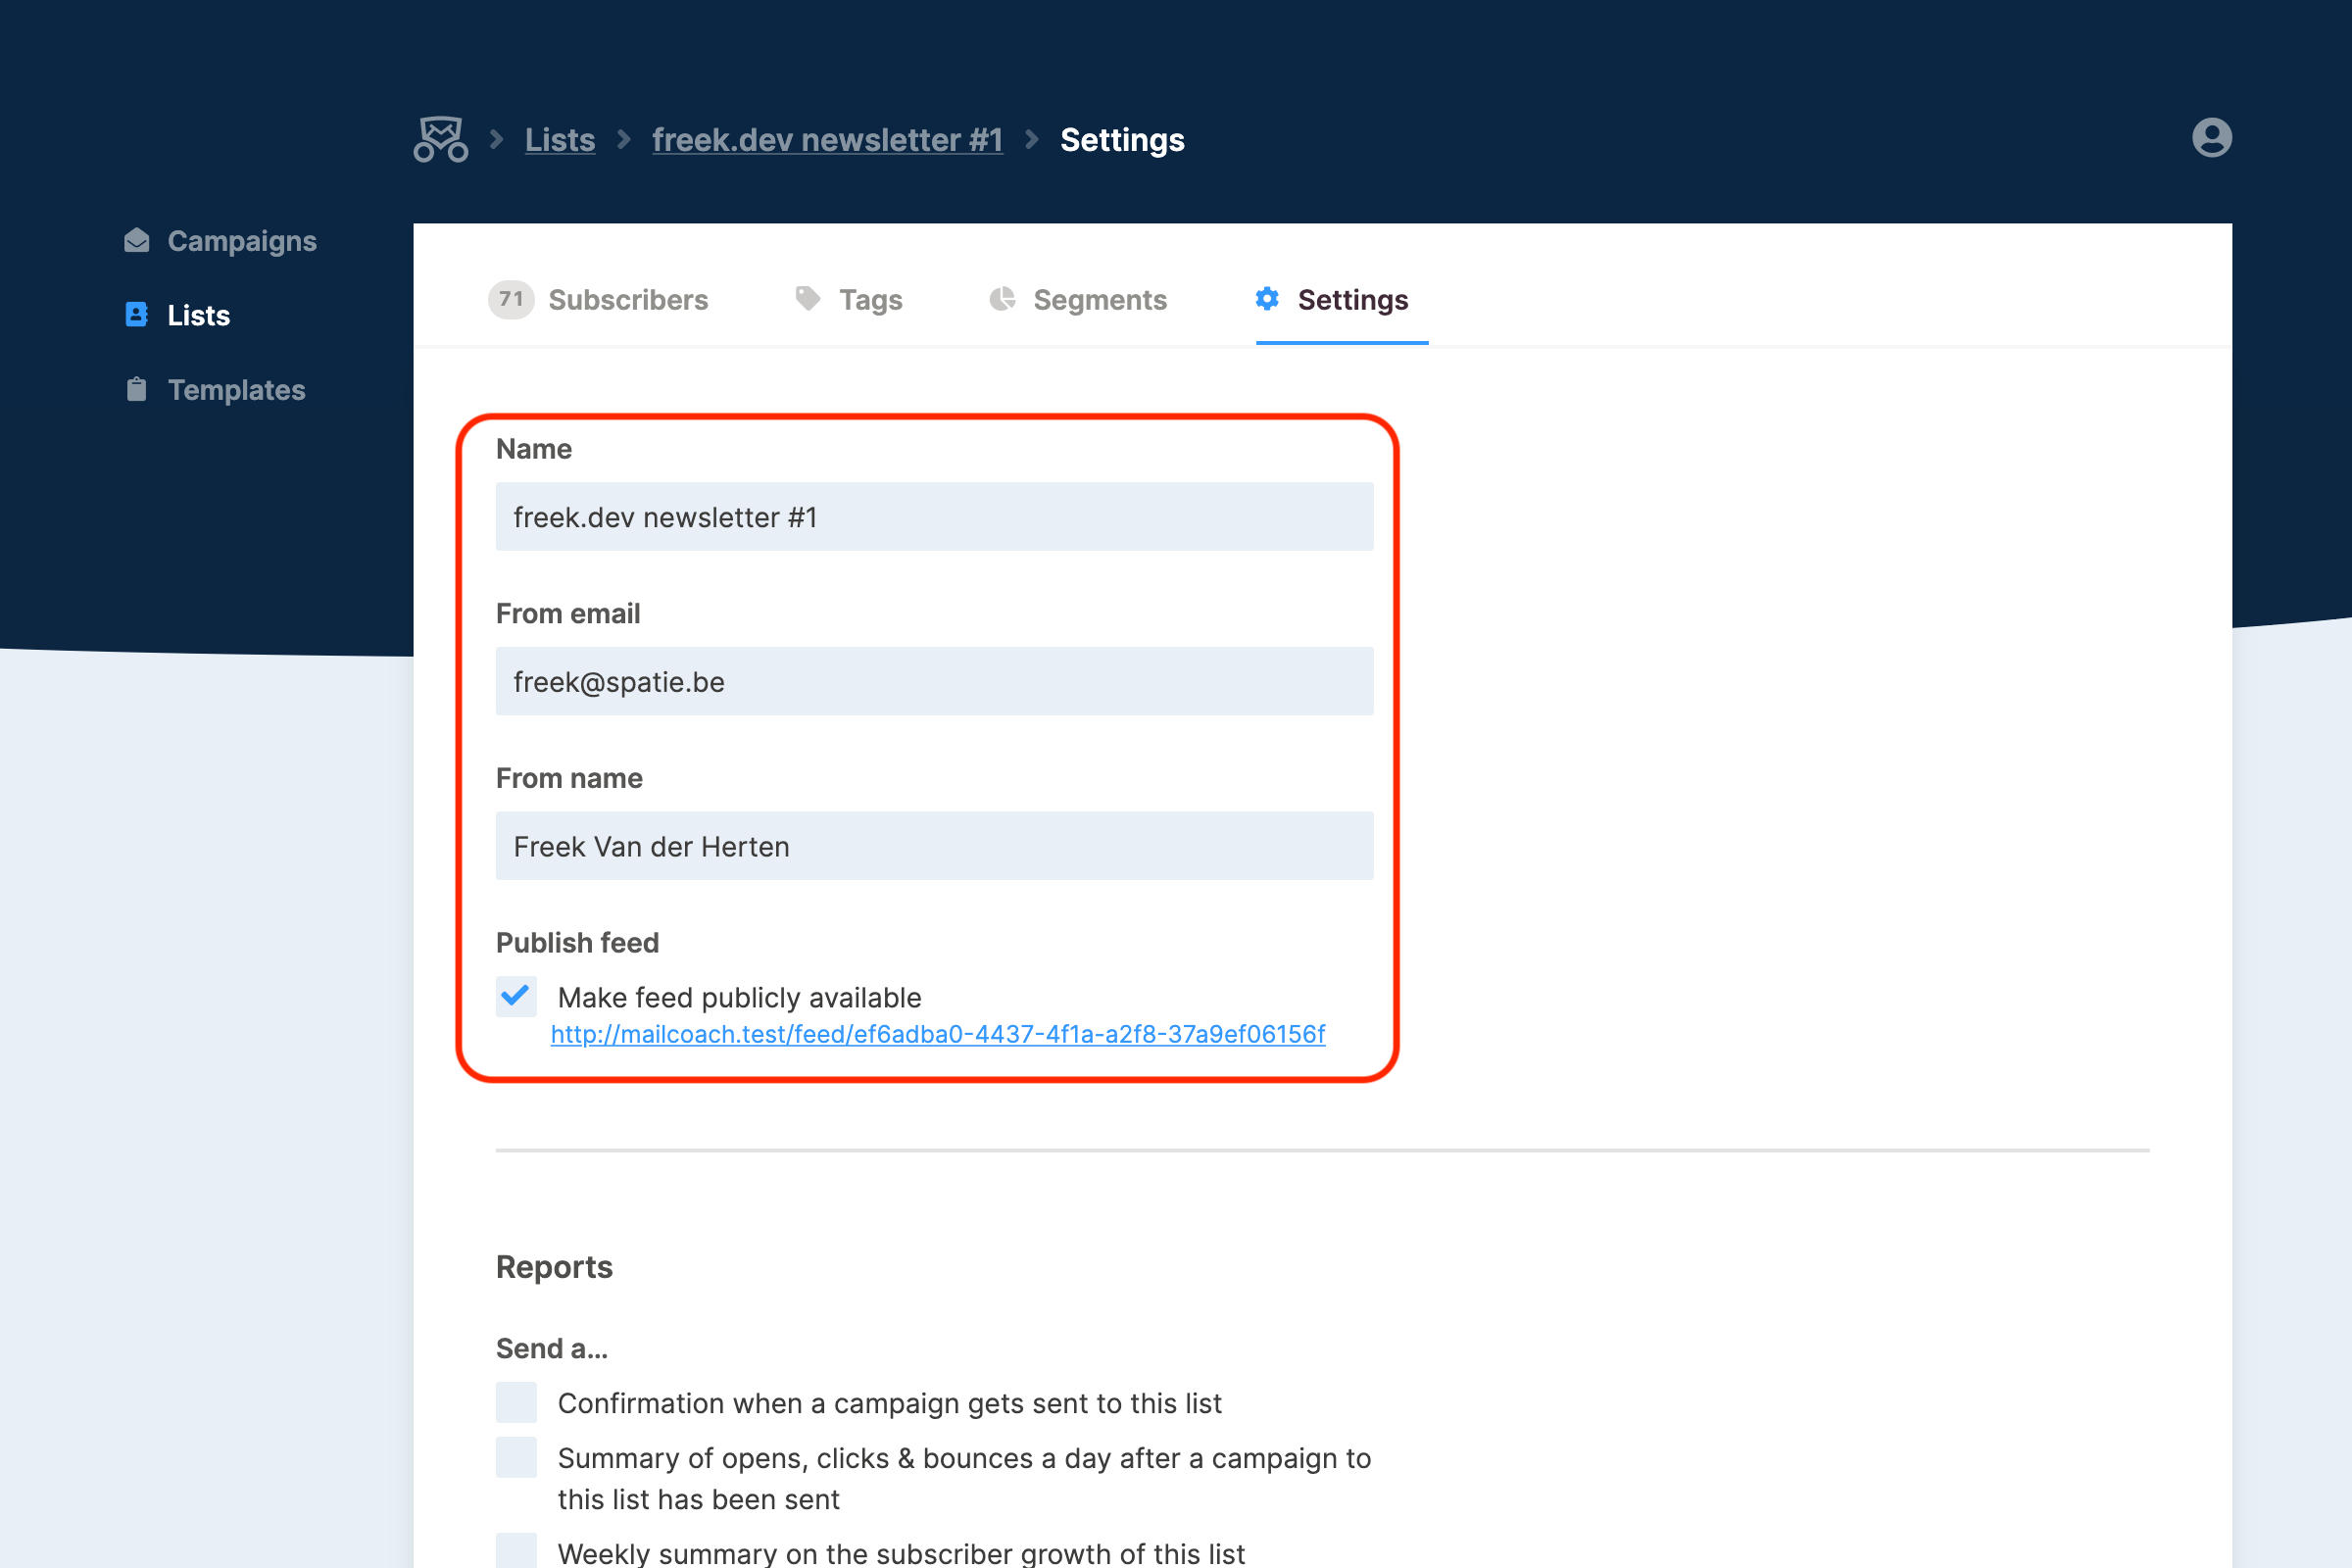 Lists freek.dev newsletter #1 Settings
Campaigns
Lists
Templates
71 Subscribers Tags Segments Settings
Name
freek.dev newsletter #1
From email
freek@spatie.be
From name
Freek Van der Herten
Publish feed
Make feed publicly available
http://mailcoach.test/feed/ef6adba0-4437-4f1a-a2f8-37a9ef06156f
Reports
Send a...
Confirmation when a campaign gets sent to this list
Summary of opens, clicks & bounces a day after a campaign to
this list has been sent
Weekly summary on the subscriber growth of this list